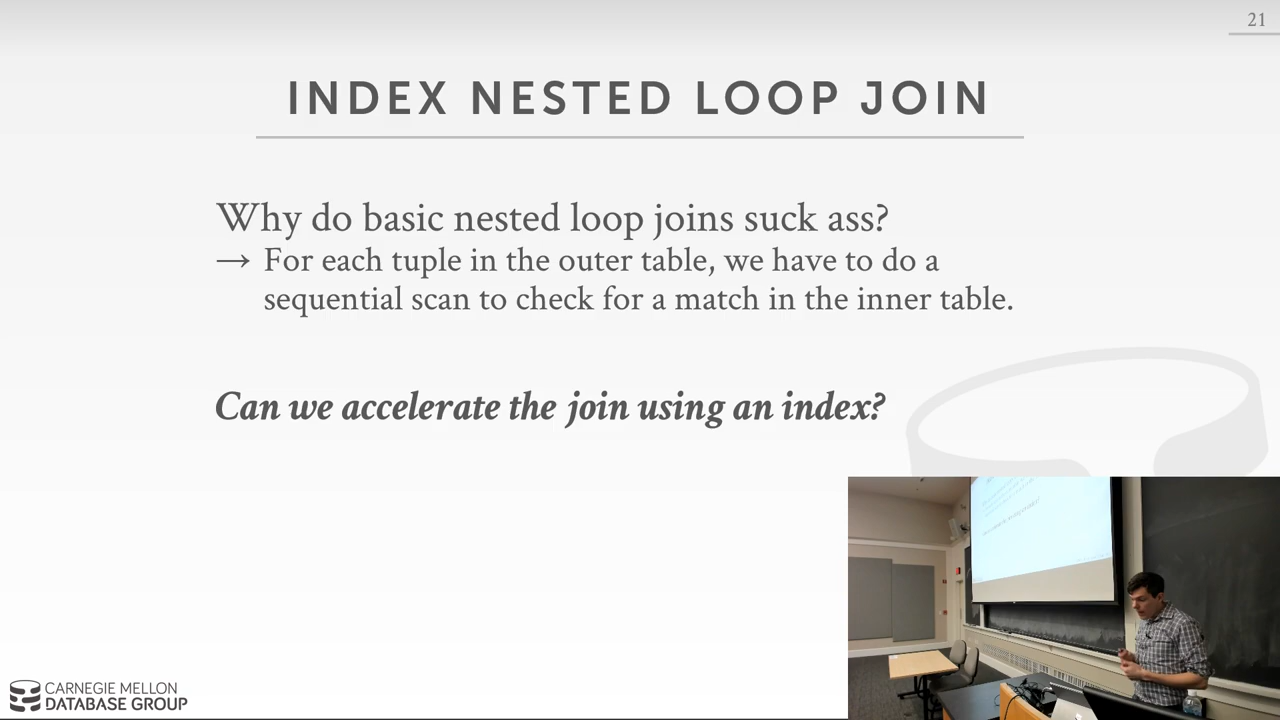 21
INDEX NESTED LOOP JOIN
Why do basic nested loop joins suck ass?
→ For each tuple in the outer table, we have to do a
sequential scan to check for a match in the inner table.
Can we accelerate the join using an index?
CARNEGIE MELLON
DATABASE GROUP